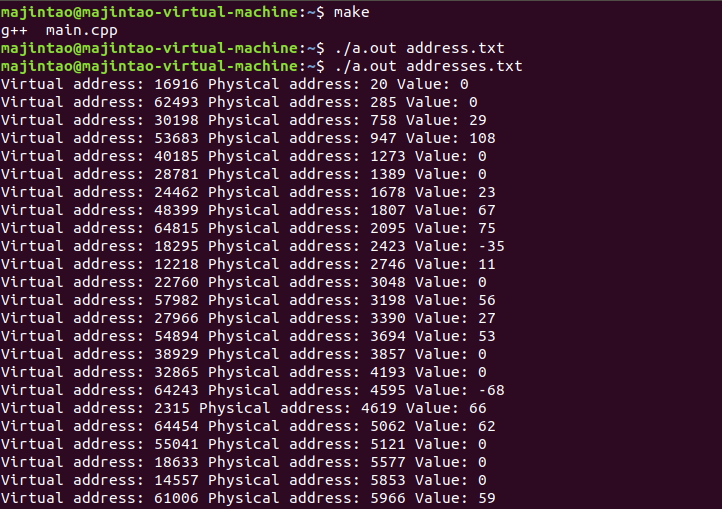 majintao@majintao-virtual-machine:~$ make
g++  main.cpp
majintao@majintao-virtual-machine:~$ ./a.out address.txt
majintao@majintao-virtual-machine:~$ ./a.out addresses.txt
Virtual address: 16916 Physical address: 20 Value: 0
Virtual address: 62493 Physical address: 285 Value: 0
Virtual address: 30198 Physical address: 758 Value: 29
Virtual address: 53683 Physical address: 947 Value: 108
Virtual address: 40185 Physical address: 1273 Value: 0
Virtual address: 28781 Physical address: 1389 Value: 0
Virtual address: 24462 Physical address: 1678 Value: 23
Virtual address: 48399 Physical address: 1807 Value: 67
Virtual address: 64815 Physical address: 2095 Value: 75
Virtual address: 18295 Physical address: 2423 Value: -35
Virtual address: 12218 Physical address: 2746 Value: 11
Virtual address: 22760 Physical address: 3048 Value: 0
Virtual address: 57982 Physical address: 3198 Value: 56
Virtual address: 27966 Physical address: 3390 Value: 27
Virtual address: 54894 Physical address: 3694 Value: 53
Virtual address: 38929 Physical address: 3857 Value: 0
Virtual address: 32865 Physical address: 4193 Value: 0
Virtual address: 64243 Physical address: 4595 Value: -68
Virtual address: 2315 Physical address: 4619 Value: 66
Virtual address: 64454 Physical address: 5062 Value: 62
Virtual address: 55041 Physical address: 5121 Value: 0
Virtual address: 18633 Physical address: 5577 Value: 0
Virtual address: 14557 Physical address: 5853 Value: 0
Virtual address: 61006 Physical address: 5966 Value: 59